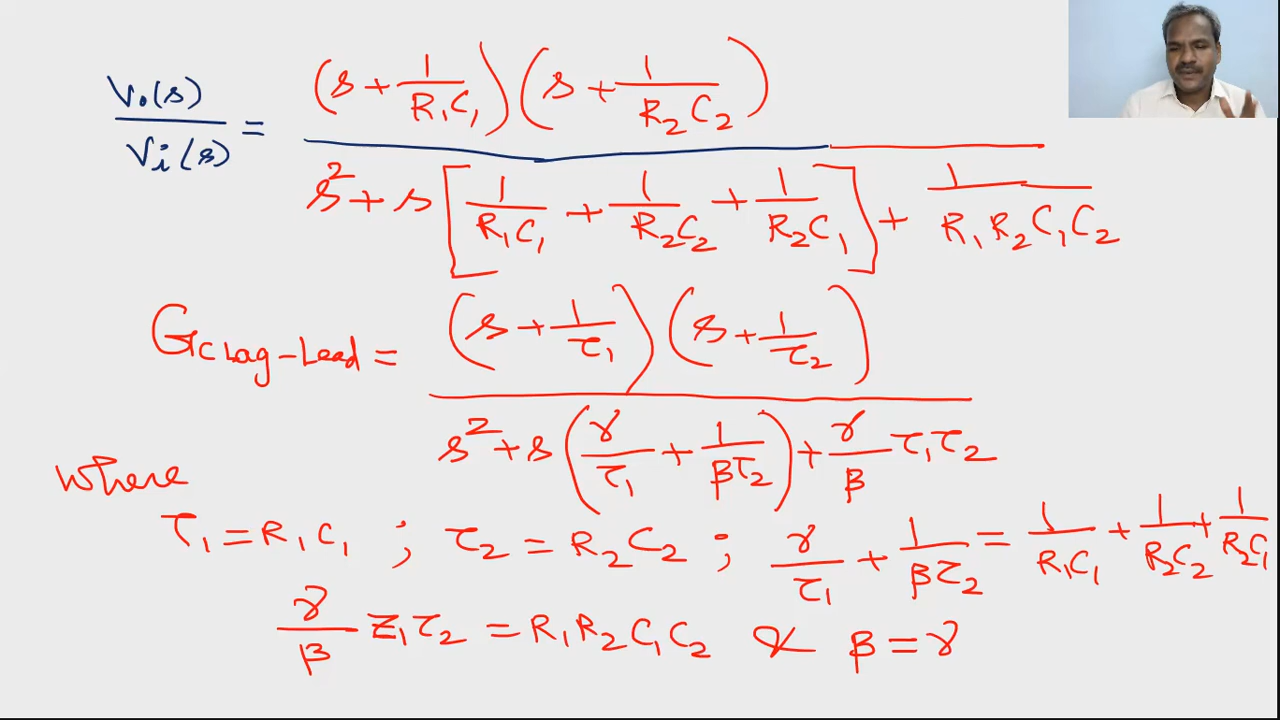 V₀(s)/Vᵢ(s) = (s + 1/R₁C₁)(s + 1/R₂C₂) / s² + s[1/R₁C₁ + 1/R₂C₂ + 1/R₂C₁] + 1/R₁R₂C₁C₂
G_C Lag-Lead = (s + 1/τ₁)(s + 1/τ₂) / s² + s(γ/τ₁ + 1/βτ₂) + γ/β τ₁τ₂
where
τ₁ = R₁C₁ ; τ₂ = R₂C₂ ; γ/τ₁ + 1/βτ₂ = 1/R₁C₁ + 1/R₂C₂ + 1/R₂C₁
γ/β τ₁τ₂ = R₁R₂C₁C₂ & β = γ